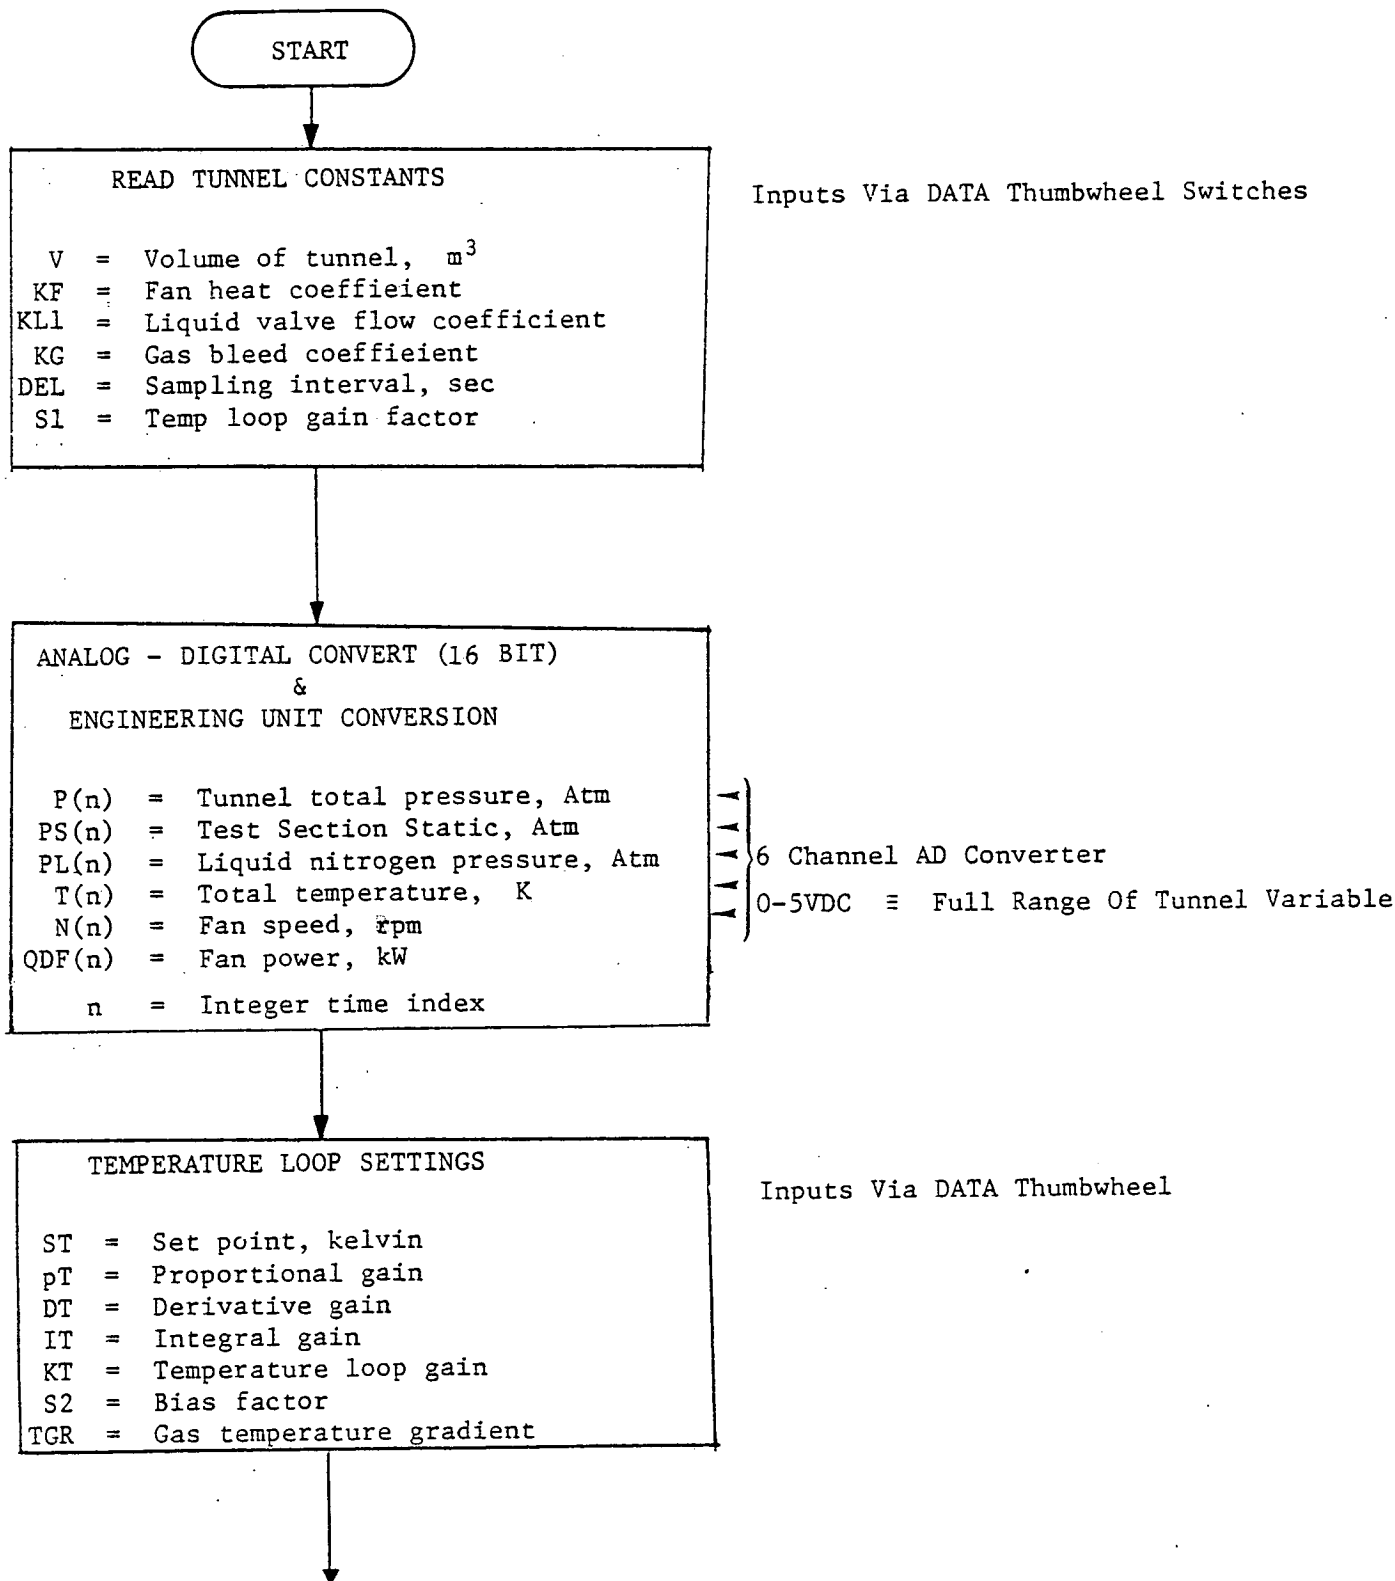 START
READ TUNNEL CONSTANTS
Inputs Via DATA Thumbwheel Switches
V = Volume of tunnel, m³
KF = Fan heat coeffieient
KL1 = Liquid valve flow coefficient
KG = Gas bleed coeffieient
DEL = Sampling interval, sec
S1 = Temp loop gain factor
ANALOG - DIGITAL CONVERT (16 BIT)
&
ENGINEERING UNIT CONVERSION
P(n) = Tunnel total pressure, Atm
PS(n) = Test Section Static, Atm
PL(n) = Liquid nitrogen pressure, Atm
6 Channel AD Converter
T(n) = Total temperature, K
0-5VDC ≡ Full Range Of Tunnel Variable
N(n) = Fan speed, rpm
QDF(n) = Fan power, kW
n = Integer time index
TEMPERATURE LOOP SETTINGS
Inputs Via DATA Thumbwheel
ST = Set point, kelvin
pT = Proportional gain
DT = Derivative gain
IT = Integral gain
KT = Temperature loop gain
S2 = Bias factor
TGR = Gas temperature gradient